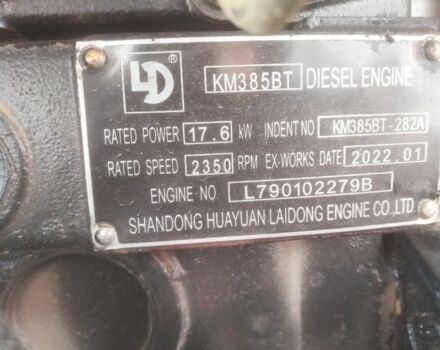 LD®
KM385BT DIESEL ENGINE
RATED POWER 17.6 kW INDENT NO KM385BT-282A
RATED SPEED 2350 RPM EX-WORKS DATE 2022.01
ENGINE NO L790102279B
SHANDONG HUAYUAN LAIDONG ENGINE CO.,LTD.